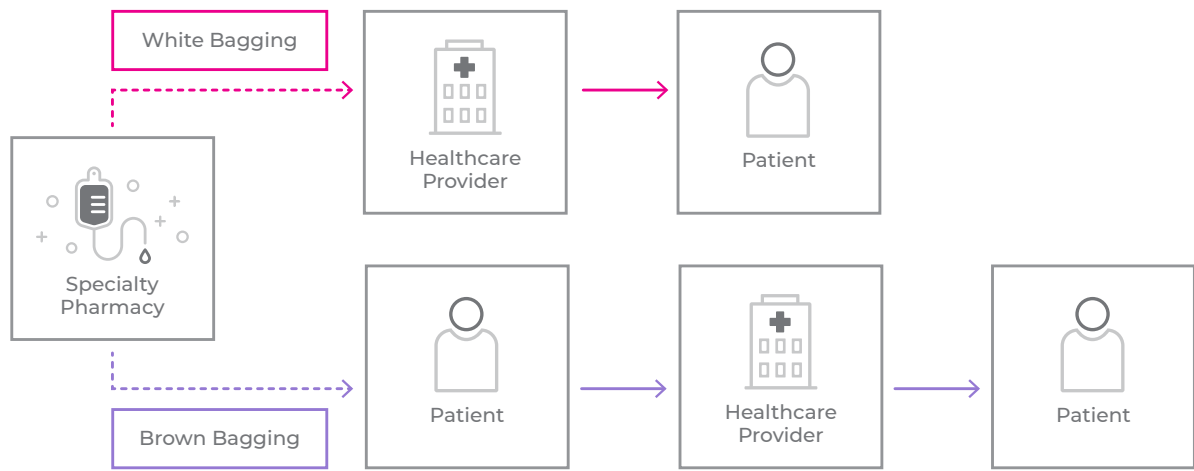 White Bagging
Healthcare
Provider
Patient
Specialty
Pharmacy
Patient
Healthcare
Provider
Patient
Brown Bagging